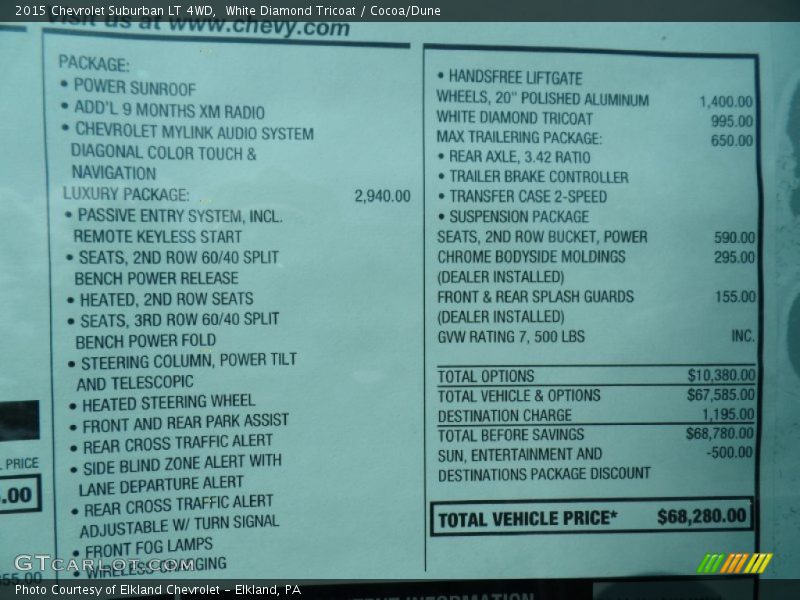 2015 Chevrolet Suburban LT 4WD, White Diamond Tricoat / Cocoa/Dune
Visit us at www.chevy.com
PACKAGE:
• POWER SUNROOF
• ADD'L 9 MONTHS XM RADIO
• CHEVROLET MYLINK AUDIO SYSTEM
DIAGONAL COLOR TOUCH &
NAVIGATION
LUXURY PACKAGE: 2,940.00
• PASSIVE ENTRY SYSTEM, INCL.
REMOTE KEYLESS START
• SEATS, 2ND ROW 60/40 SPLIT
BENCH POWER RELEASE
• HEATED, 2ND ROW SEATS
• SEATS, 3RD ROW 60/40 SPLIT
BENCH POWER FOLD
• STEERING COLUMN, POWER TILT
AND TELESCOPIC
• HEATED STEERING WHEEL
• FRONT AND REAR PARK ASSIST
• REAR CROSS TRAFFIC ALERT
• SIDE BLIND ZONE ALERT WITH
LANE DEPARTURE ALERT
• REAR CROSS TRAFFIC ALERT
ADJUSTABLE W/ TURN SIGNAL
• FRONT FOG LAMPS
• WIRELESS CHARGING
• HANDSFREE LIFTGATE
WHEELS, 20" POLISHED ALUMINUM 1,400.00
WHITE DIAMOND TRICOAT 995.00
MAX TRAILERING PACKAGE: 650.00
• REAR AXLE, 3.42 RATIO
• TRAILER BRAKE CONTROLLER
• TRANSFER CASE 2-SPEED
• SUSPENSION PACKAGE
SEATS, 2ND ROW BUCKET, POWER 590.00
CHROME BODYSIDE MOLDINGS 295.00
(DEALER INSTALLED)
FRONT & REAR SPLASH GUARDS 155.00
(DEALER INSTALLED)
GVW RATING 7, 500 LBS INC.
TOTAL OPTIONS $10,380.00
TOTAL VEHICLE & OPTIONS $67,585.00
DESTINATION CHARGE 1,195.00
TOTAL BEFORE SAVINGS $68,780.00
SUN, ENTERTAINMENT AND -500.00
DESTINATIONS PACKAGE DISCOUNT
TOTAL VEHICLE PRICE* $68,280.00
PRICE
.00
55.00
GTcarlot.com
INFORMATION
Photo Courtesy of Elkland Chevrolet - Elkland, PA